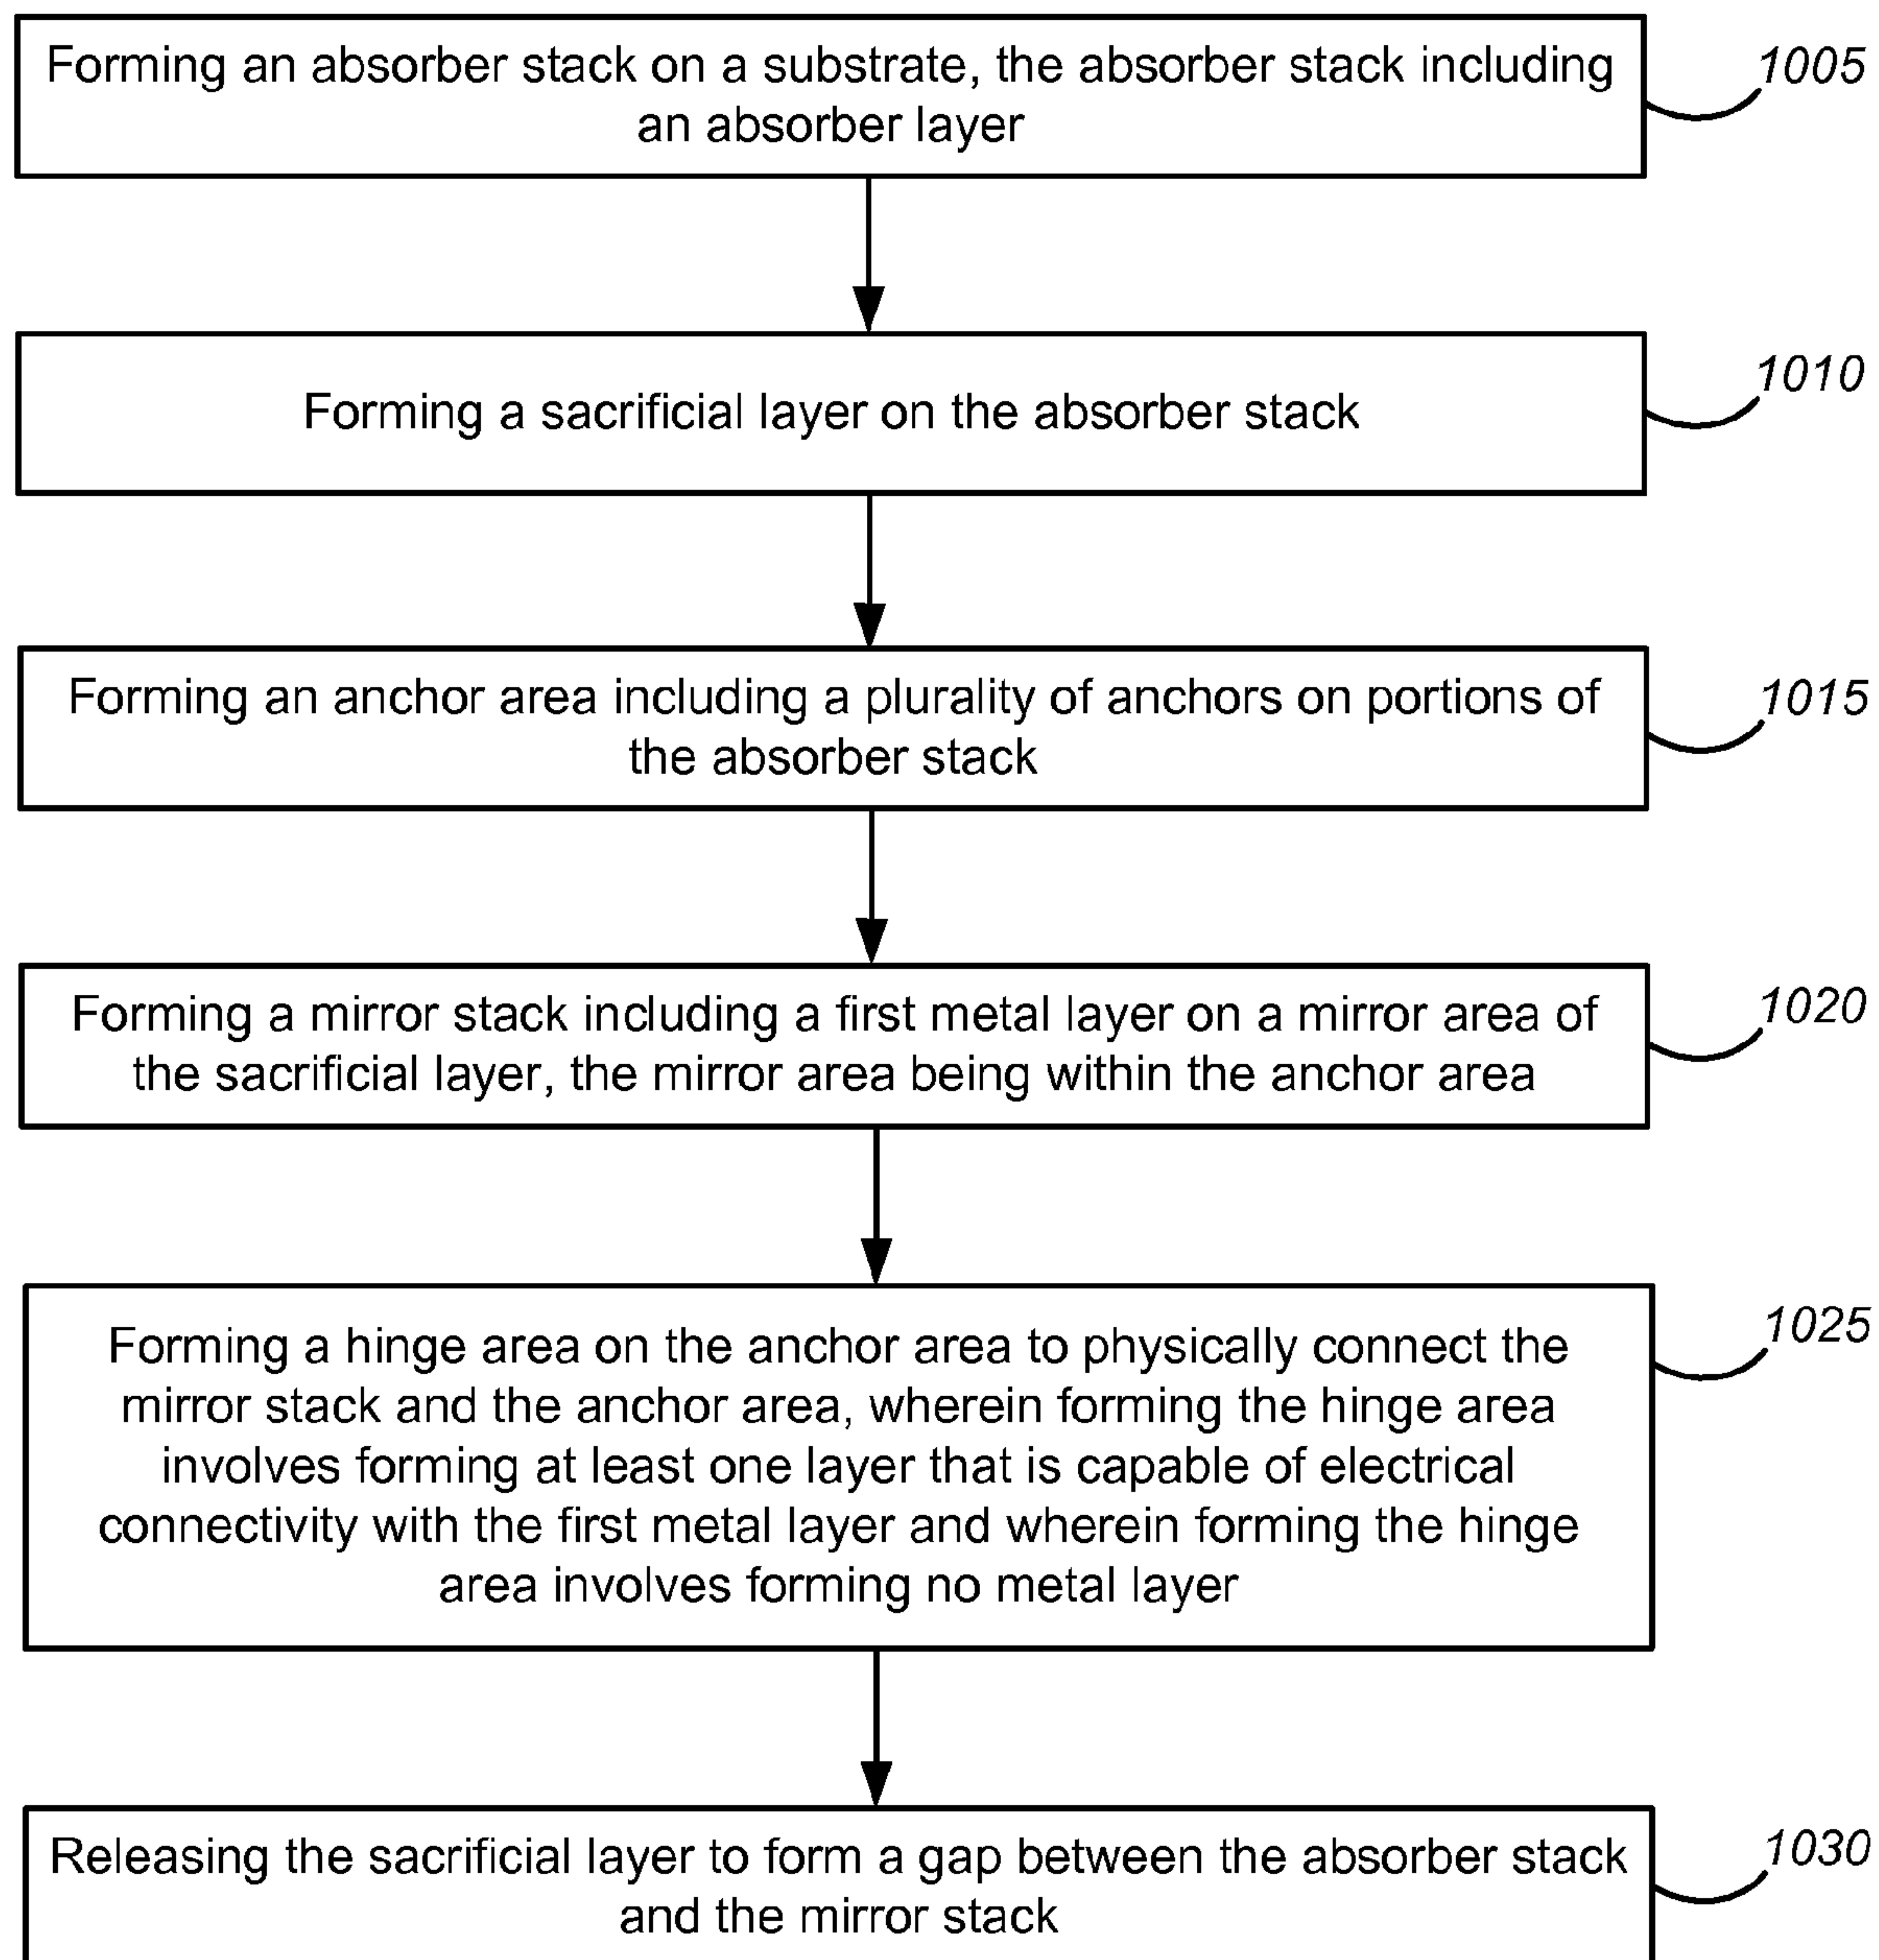 Forming an absorber stack on a substrate, the absorber stack including
an absorber layer
1005
Forming a sacrificial layer on the absorber stack
1010
Forming an anchor area including a plurality of anchors on portions of
the absorber stack
1015
Forming a mirror stack including a first metal layer on a mirror area of
the sacrificial layer, the mirror area being within the anchor area
1020
Forming a hinge area on the anchor area to physically connect the
mirror stack and the anchor area, wherein forming the hinge area
involves forming at least one layer that is capable of electrical
connectivity with the first metal layer and wherein forming the hinge
area involves forming no metal layer
1025
Releasing the sacrificial layer to form a gap between the absorber stack
and the mirror stack
1030